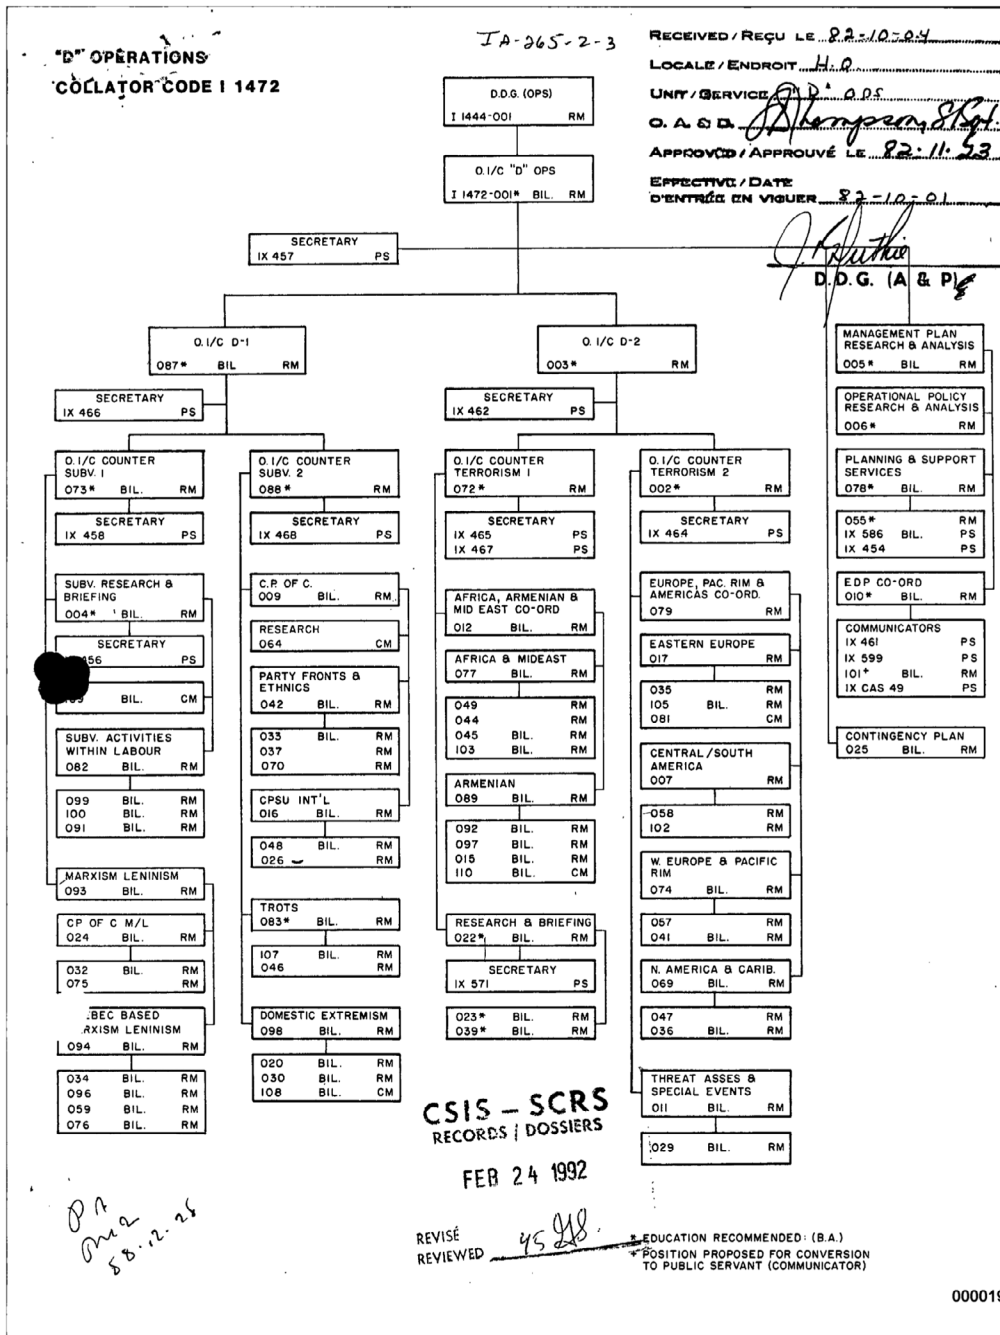 "D" OPERATIONS
COLLATOR CODE I 1472
IA-265-2-3
RECEIVED / REÇU LE 82-10-04
LOCALE / ENDROIT H.Q.
UNIT / SERVICE "D" OPS
O. A & D. Thompson, S/Sgt.
APPROVED / APPROUVÉ LE 82.11.23
EFFECTIVE / DATE
D'ENTRÉE EN VIGUER 82-10-01
D.D.G. (A & P)
D.D.G. (OPS)
I 1444-001 RM
O. I/C "D" OPS
I 1472-001* BIL. RM
SECRETARY
IX 457 PS
O. I/C D-1
087* BIL RM
SECRETARY
IX 466 PS
O. I/C COUNTER
SUBV. 1
073* BIL. RM
SECRETARY
IX 458 PS
SUBV. RESEARCH &
BRIEFING
004* BIL. RM
SECRETARY
456 PS
BIL. CM
SUBV. ACTIVITIES
WITHIN LABOUR
082 BIL. RM
099 BIL. RM
100 BIL. RM
091 BIL. RM
MARXISM LENINISM
093 BIL. RM
CP OF C M/L
024 BIL. RM
032 BIL. RM
075 RM
BEC BASED
RXISM LENINISM
094 BIL. RM
034 BIL. RM
096 BIL. RM
059 BIL. RM
076 BIL. RM
O. I/C COUNTER
SUBV. 2
088* RM
SECRETARY
IX 468 PS
C.P. OF C.
009 BIL. RM
RESEARCH
064 CM
PARTY FRONTS &
ETHNICS
042 BIL. RM
033 BIL. RM
037 RM
070 RM
CPSU INT'L
016 BIL. RM
048 BIL. RM
026 RM
TROTS
083* BIL. RM
107 BIL. RM
046 RM
DOMESTIC EXTREMISM
098 BIL. RM
020 BIL. RM
030 BIL. RM
108 BIL. CM
O. I/C D-2
003* RM
SECRETARY
IX 462 PS
O. I/C COUNTER
TERRORISM 1
072* BIL. RM
SECRETARY
IX 465 PS
IX 467 PS
AFRICA, ARMENIAN &
MID EAST CO-ORD
012 BIL. RM
AFRICA & MIDEAST
077 BIL. RM
049 RM
044 RM
045 BIL. RM
103 BIL. RM
ARMENIAN
089 BIL. RM
092 BIL. RM
097 BIL. RM
015 BIL. RM
110 BIL. CM
RESEARCH & BRIEFING
022* BIL. RM
SECRETARY
IX 571 PS
023* BIL. RM
039* BIL. RM
O. I/C COUNTER
TERRORISM 2
002* RM
SECRETARY
IX 464 PS
EUROPE, PAC. RIM &
AMERICAS CO-ORD.
079 RM
EASTERN EUROPE
017 RM
035 RM
105 BIL. RM
081 CM
CENTRAL/SOUTH
AMERICA
007 RM
058 RM
102 RM
W. EUROPE & PACIFIC
RIM
074 BIL. RM
057 RM
041 BIL. RM
N. AMERICA & CARIB.
069 BIL. RM
047 RM
036 BIL. RM
THREAT ASSES &
SPECIAL EVENTS
011 BIL. RM
029 BIL. RM
MANAGEMENT PLAN
RESEARCH & ANALYSIS
005* BIL RM
OPERATIONAL POLICY
RESEARCH & ANALYSIS
006* RM
PLANNING & SUPPORT
SERVICES
078* BIL. RM
055* RM
IX 586 BIL. PS
IX 454 PS
EDP CO-ORD
010* BIL. RM
COMMUNICATORS
IX 461 PS
IX 599 PS
101+ BIL. RM
IX CAS 49 PS
CONTINGENCY PLAN
025 BIL. RM
CSIS – SCRS
RECORDS / DOSSIERS
FEB 24 1992
REVISÉ
REVIEWED 45
* EDUCATION RECOMMENDED: (B.A.)
+ POSITION PROPOSED FOR CONVERSION
TO PUBLIC SERVANT (COMMUNICATOR)
PA
88.12.28
000019